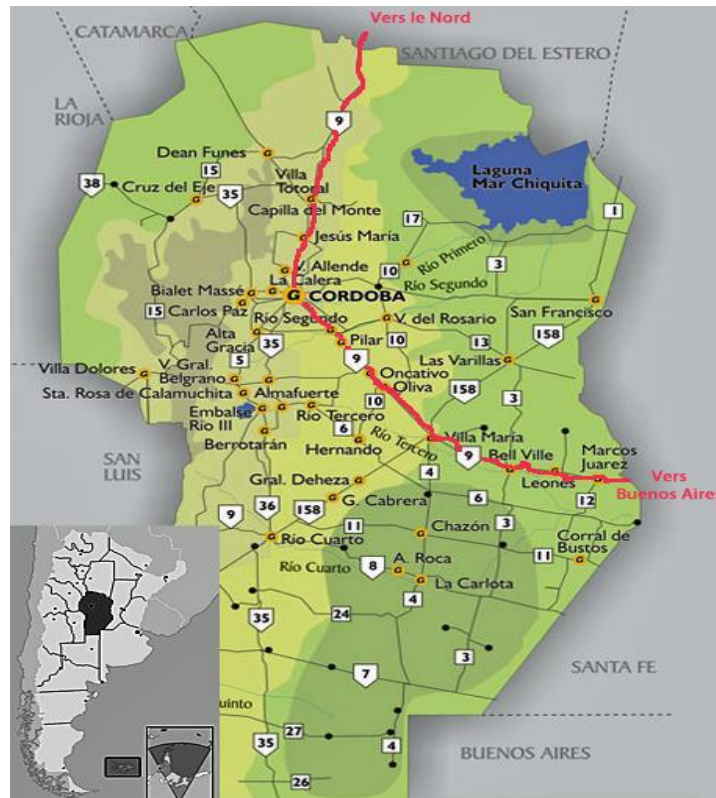 Vers le Nord
CATAMARCA
SANTIAGO DEL ESTERO
LA
RIOJA
9
Dean Funes
15
Villa
Totoral
Laguna
Mar Chiquita
38
Cruz del Eje
35
Capilla del Monte
17
1
Jesús María
Río Primero
3
V. Allende
10
La Calera
Río Segundo
Bialet Massé
G
CORDOBA
San Francisco
15
Carlos Paz
Río Segundo
V. del Rosario
Alta
Gracia
35
Pilar
10
13
158
5
9
Las Varillas
Villa Dolores
V. Gral.
Belgrano
Oncativo
Oliva
158
Sta. Rosa de Calamuchita
Almafuerte
10
3
Embalse
Río III
Río Tercero
6
Río Tercero
Villa María
Berrotarán
Hernando
9
Bell Ville
Marcos
Juarez
SAN
LUIS
4
Leones
Vers
Buenos Aires
Gral. Deheza
6
12
9
36
158
G. Cabrera
11
Chazón
3
Corral de
Bustos
Río Cuarto
11
Río Cuarto
8
A. Roca
La Carlota
4
24
35
3
SANTA FE
7
uinto
27
35
4
BUENOS AIRES
26